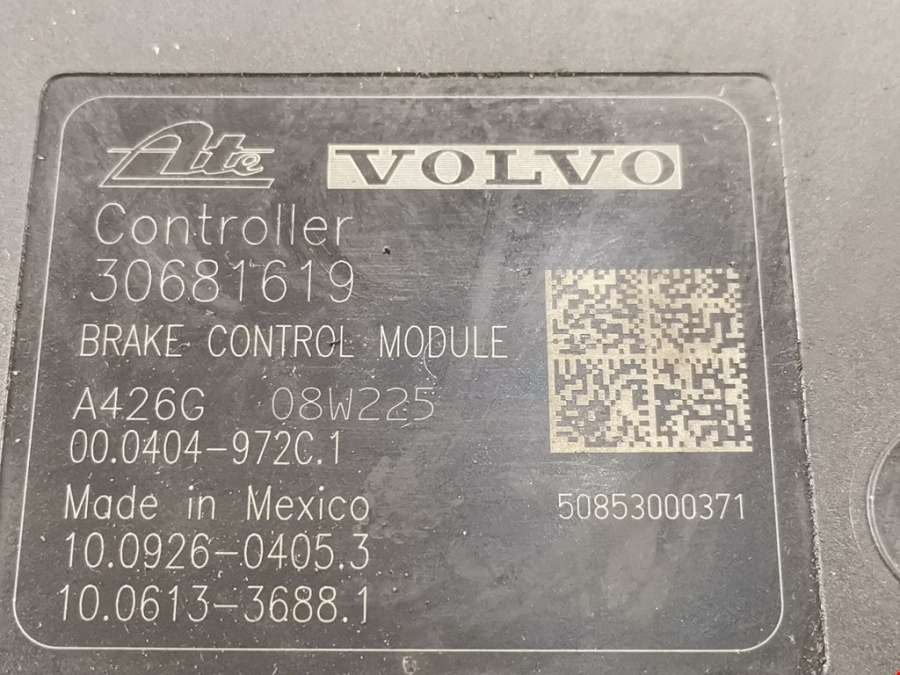 Ate VOLVO
Controller
30681619
BRAKE CONTROL MODULE
A426G 08W225
00.0404-972C.1
Made in Mexico 50853000371
10.0926-0405.3
10.0613-3688.1